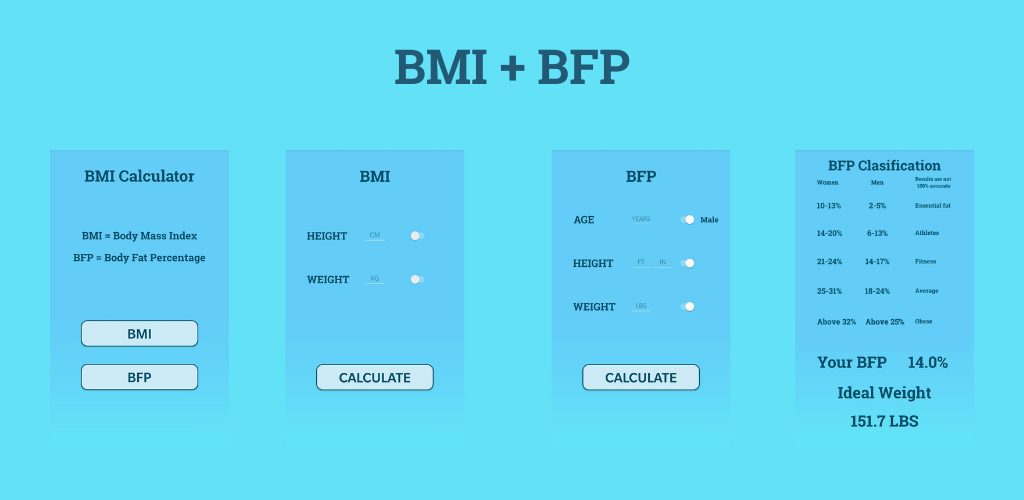 BMI + BFP
BMI Calculator
BMI = Body Mass Index
BFP = Body Fat Percentage
BMI
BFP
BMI
HEIGHT CM
WEIGHT KG
CALCULATE
BFP
AGE YEARS Male
HEIGHT FT IN
WEIGHT LBS
CALCULATE
BFP Clasification
Women Men Results are not
100% accurate
10-13% 2-5% Essential fat
14-20% 6-13% Athletes
21-24% 14-17% Fitness
25-31% 18-24% Average
Above 32% Above 25% Obese
Your BFP 14.0%
Ideal Weight
151.7 LBS